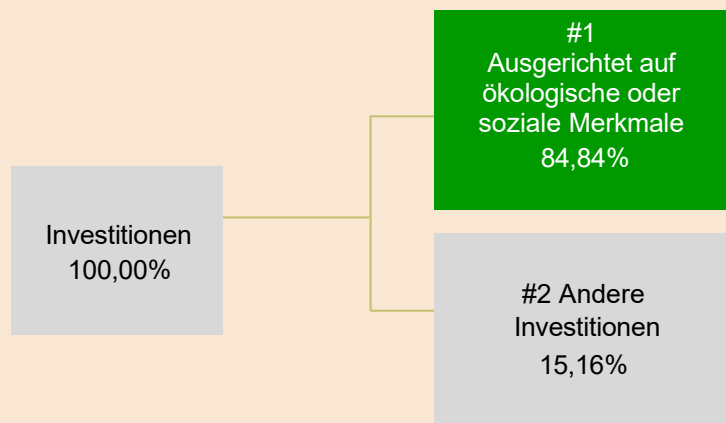 #1
Ausgerichtet auf
ökologische oder
soziale Merkmale
84,84%
Investitionen
100,00%
#2 Andere
Investitionen
15,16%